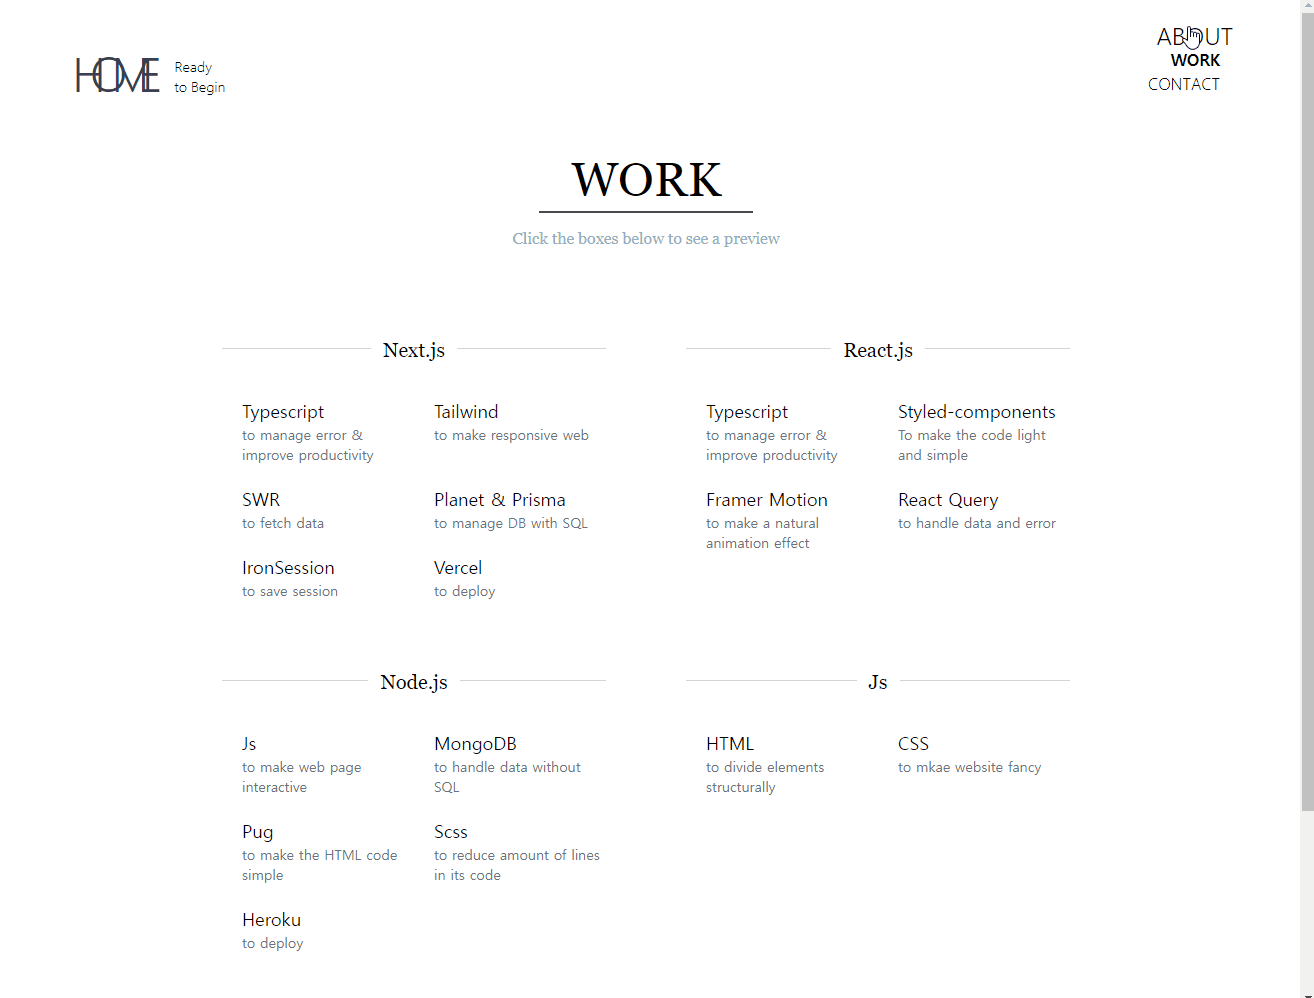 HOME
Ready
to Begin
ABOUT
WORK
CONTACT
WORK
Click the boxes below to see a preview
Next.js
Typescript
to manage error &
improve productivity
Tailwind
to make responsive web
SWR
to fetch data
Planet & Prisma
to manage DB with SQL
IronSession
to save session
Vercel
to deploy
React.js
Typescript
to manage error &
improve productivity
Styled-components
To make the code light
and simple
Framer Motion
to make a natural
animation effect
React Query
to handle data and error
Node.js
Js
to make web page
interactive
MongoDB
to handle data without
SQL
Pug
to make the HTML code
simple
Scss
to reduce amount of lines
in its code
Heroku
to deploy
Js
HTML
to divide elements
structurally
CSS
to mkae website fancy